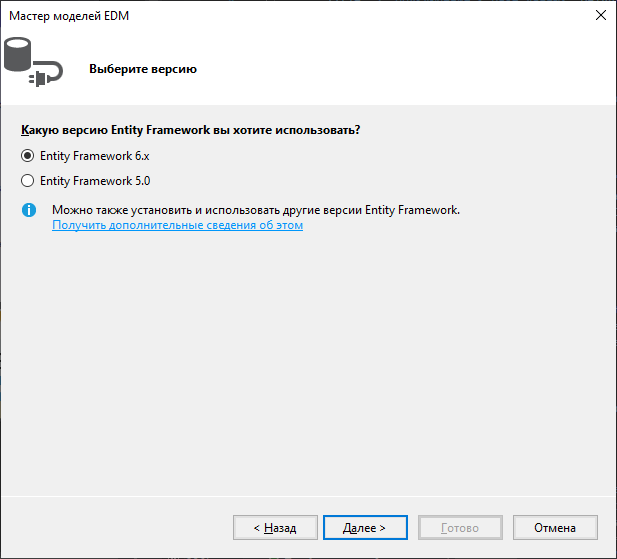 Мастер моделей EDM
Выберите версию
Какую версию Entity Framework вы хотите использовать?
Entity Framework 6.x
Entity Framework 5.0
Можно также установить и использовать другие версии Entity Framework.
Получить дополнительные сведения об этом
< Назад
Далее >
Готово
Отмена